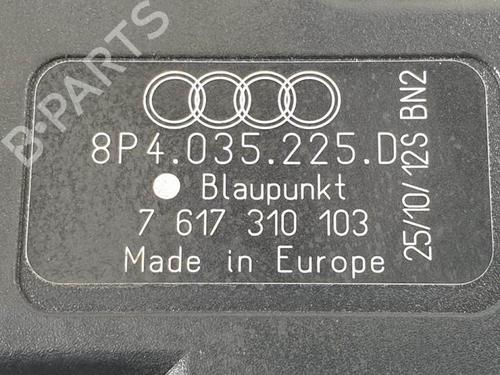 B-PARTS
8P4.035.225.D
Blaupunkt
7 617 310 103
Made in Europe
25/10/12S BN2